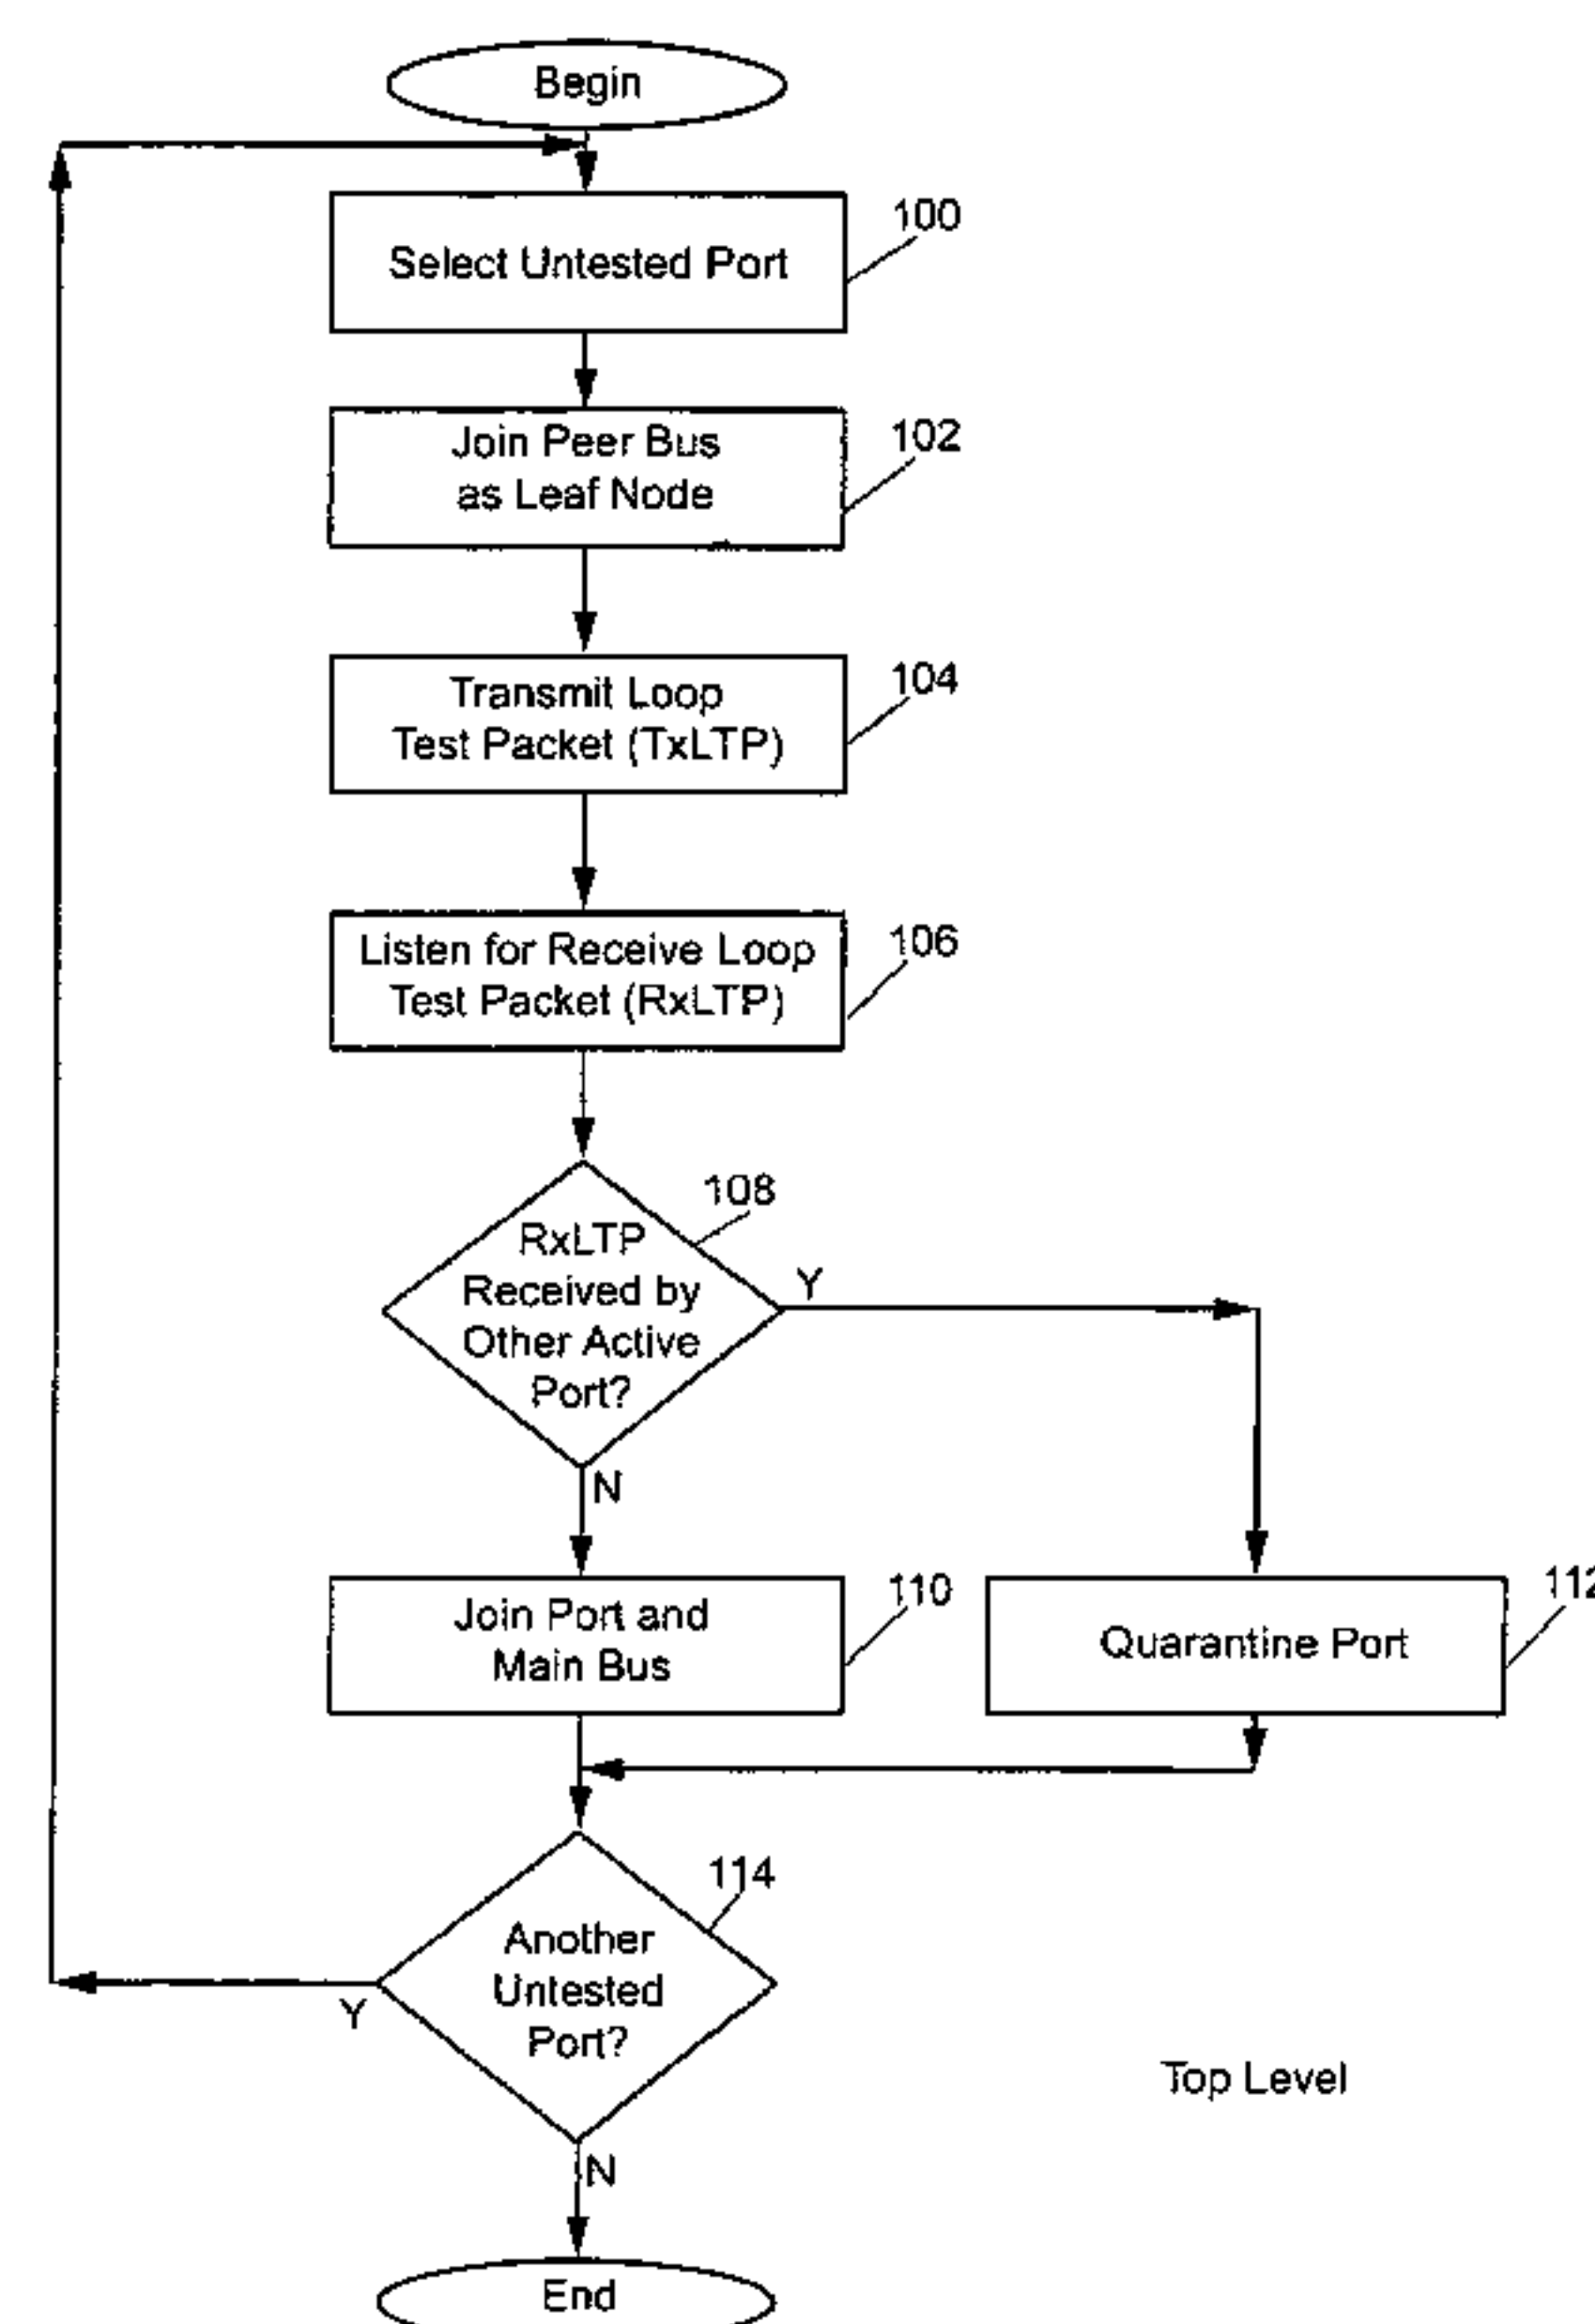 Begin
100
Select Untested Port
102
Join Peer Bus
as Leaf Node
104
Transmit Loop
Test Packet (TxLTP)
106
Listen for Receive Loop
Test Packet (RxLTP)
108
RxLTP
Received by
Other Active
Port?
Y
N
110
Join Port and
Main Bus
112
Quarantine Port
114
Another
Untested
Port?
Y
N
Top Level
End